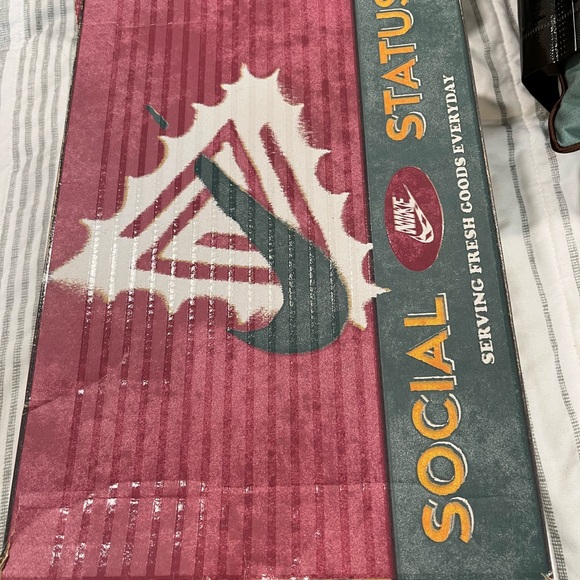 SOCIAL STATUS
NIKE
SERVING FRESH GOODS EVERYDAY